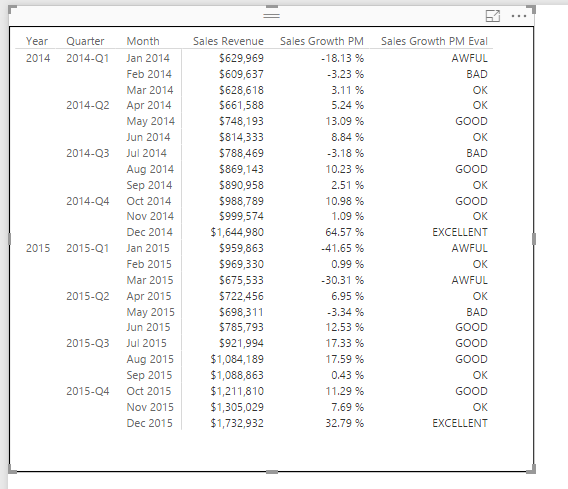 Year Quarter Month Sales Revenue Sales Growth PM Sales Growth PM Eval
2014 2014-Q1 Jan 2014 $629,969 -18.13 % AWFUL
Feb 2014 $609,637 -3.23 % BAD
Mar 2014 $628,618 3.11 % OK
2014-Q2 Apr 2014 $661,588 5.24 % OK
May 2014 $748,193 13.09 % GOOD
Jun 2014 $814,333 8.84 % OK
2014-Q3 Jul 2014 $788,469 -3.18 % BAD
Aug 2014 $869,143 10.23 % GOOD
Sep 2014 $890,958 2.51 % OK
2014-Q4 Oct 2014 $988,789 10.98 % GOOD
Nov 2014 $999,574 1.09 % OK
Dec 2014 $1,644,980 64.57 % EXCELLENT
2015 2015-Q1 Jan 2015 $959,863 -41.65 % AWFUL
Feb 2015 $969,330 0.99 % OK
Mar 2015 $675,533 -30.31 % AWFUL
2015-Q2 Apr 2015 $722,456 6.95 % OK
May 2015 $698,311 -3.34 % BAD
Jun 2015 $785,793 12.53 % GOOD
2015-Q3 Jul 2015 $921,994 17.33 % GOOD
Aug 2015 $1,084,189 17.59 % GOOD
Sep 2015 $1,088,863 0.43 % OK
2015-Q4 Oct 2015 $1,211,810 11.29 % GOOD
Nov 2015 $1,305,029 7.69 % OK
Dec 2015 $1,732,932 32.79 % EXCELLENT